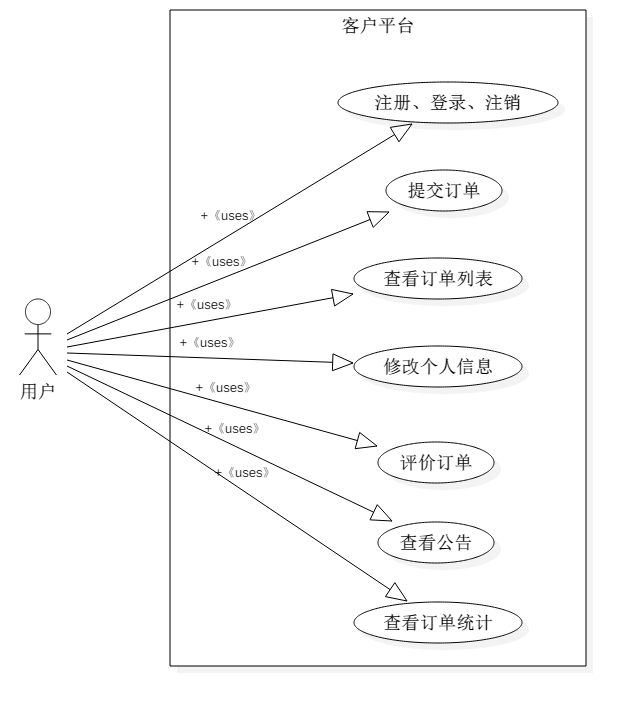 客户平台
注册、登录、注销
提交订单
+《uses》
+《uses》
查看订单列表
+《uses》
+《uses》
修改个人信息
用户
+《uses》
+《uses》
评价订单
+《uses》
查看公告
查看订单统计